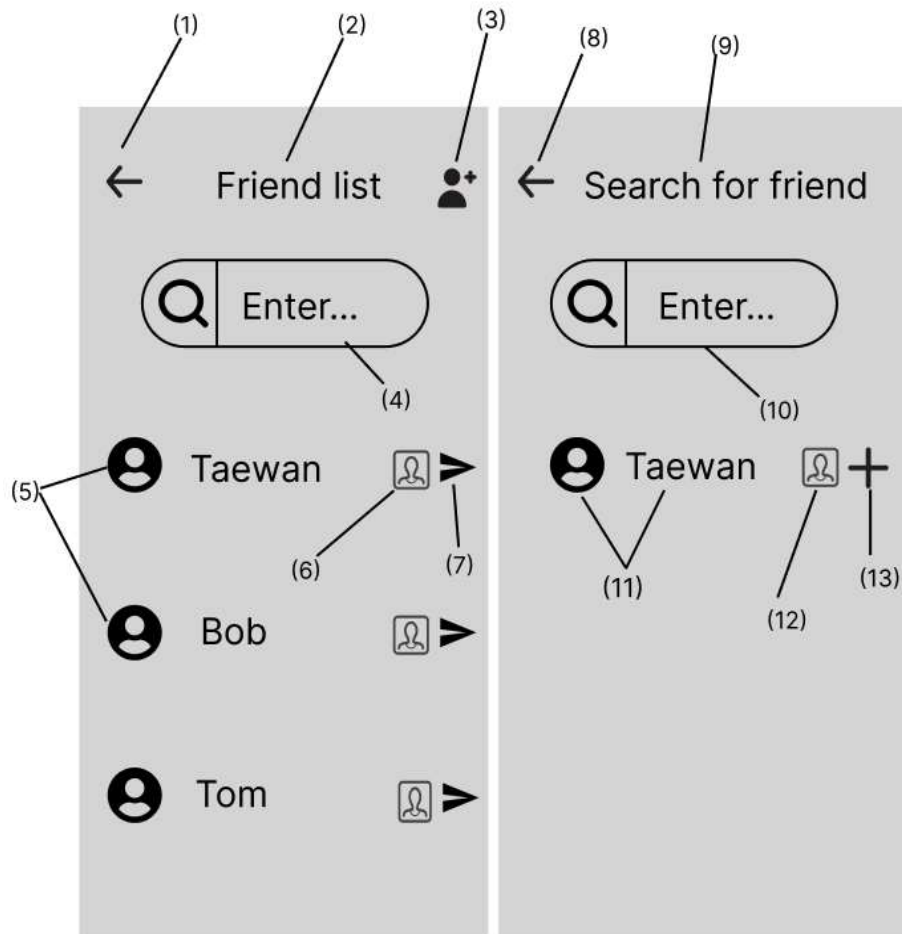 (1)
(2)
(3)
(8)
(9)
Friend list
Search for friend
Enter...
Enter...
(4)
(10)
Taewan
Taewan
(5)
(6)
(7)
(11)
(12)
(13)
Bob
Tom